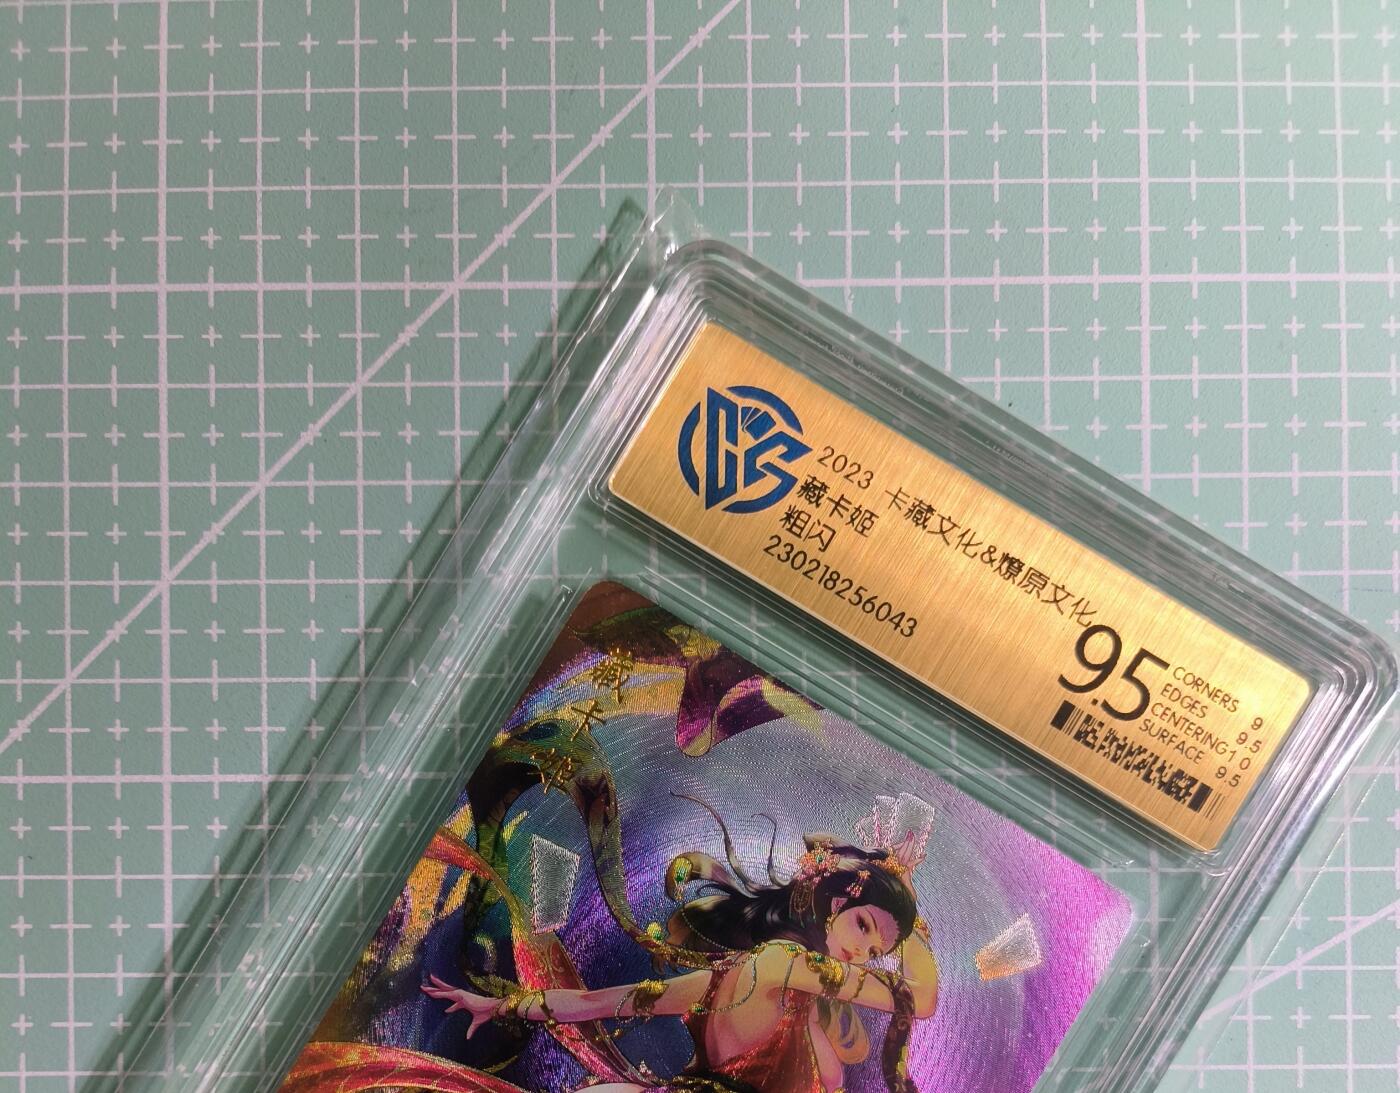 CCS
2023 卡藏文化&燎原文化
藏卡姬
粗闪
230218256043
9.5
CORNERS 9
EDGES 9.5
CENTERING 10
SURFACE 9.5
藏卡姬